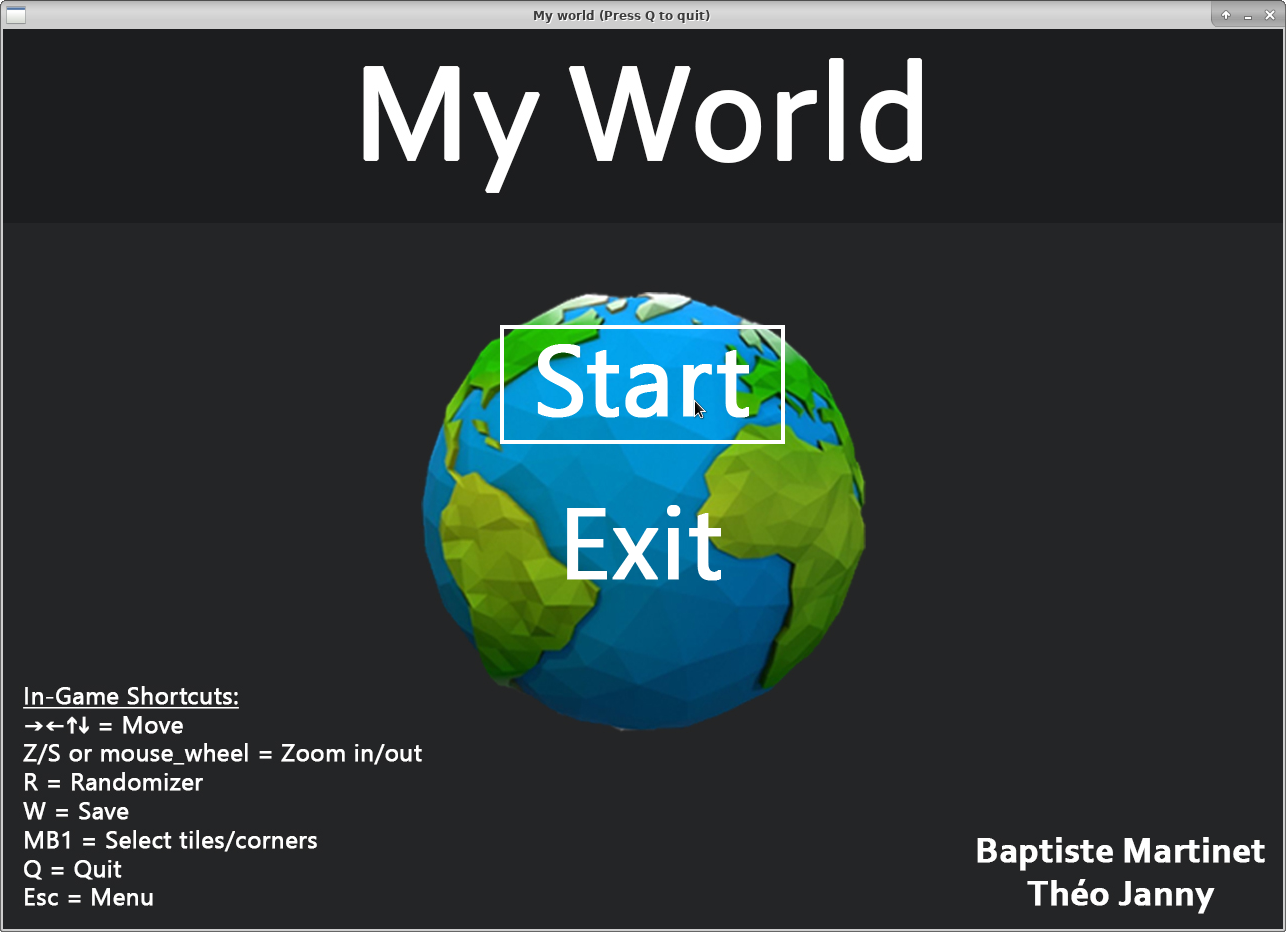 My world (Press Q to quit)
My World
Start
Exit
In-Game Shortcuts:
→←↑↓ = Move
Z/S or mouse_wheel = Zoom in/out
R = Randomizer
W = Save
MB1 = Select tiles/corners
Q = Quit
Esc = Menu
Baptiste Martinet
Théo Janny